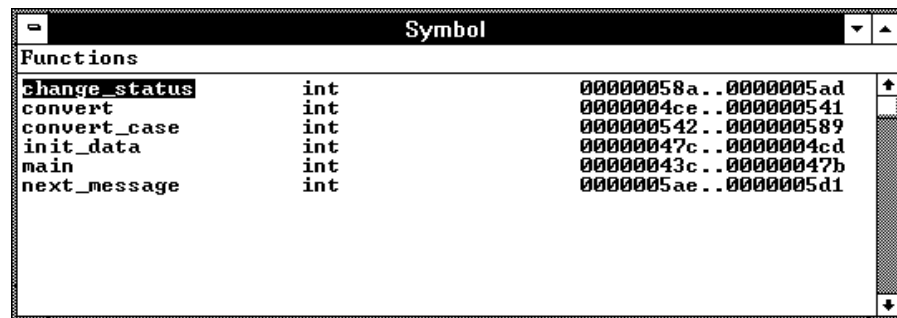 Symbol
Functions
change_status int 00000058a..0000005ad
convert int 0000004ce..000000541
convert_case int 000000542..000000589
init_data int 00000047c..0000004cd
main int 00000043c..00000047b
next_message int 0000005ae..0000005d1